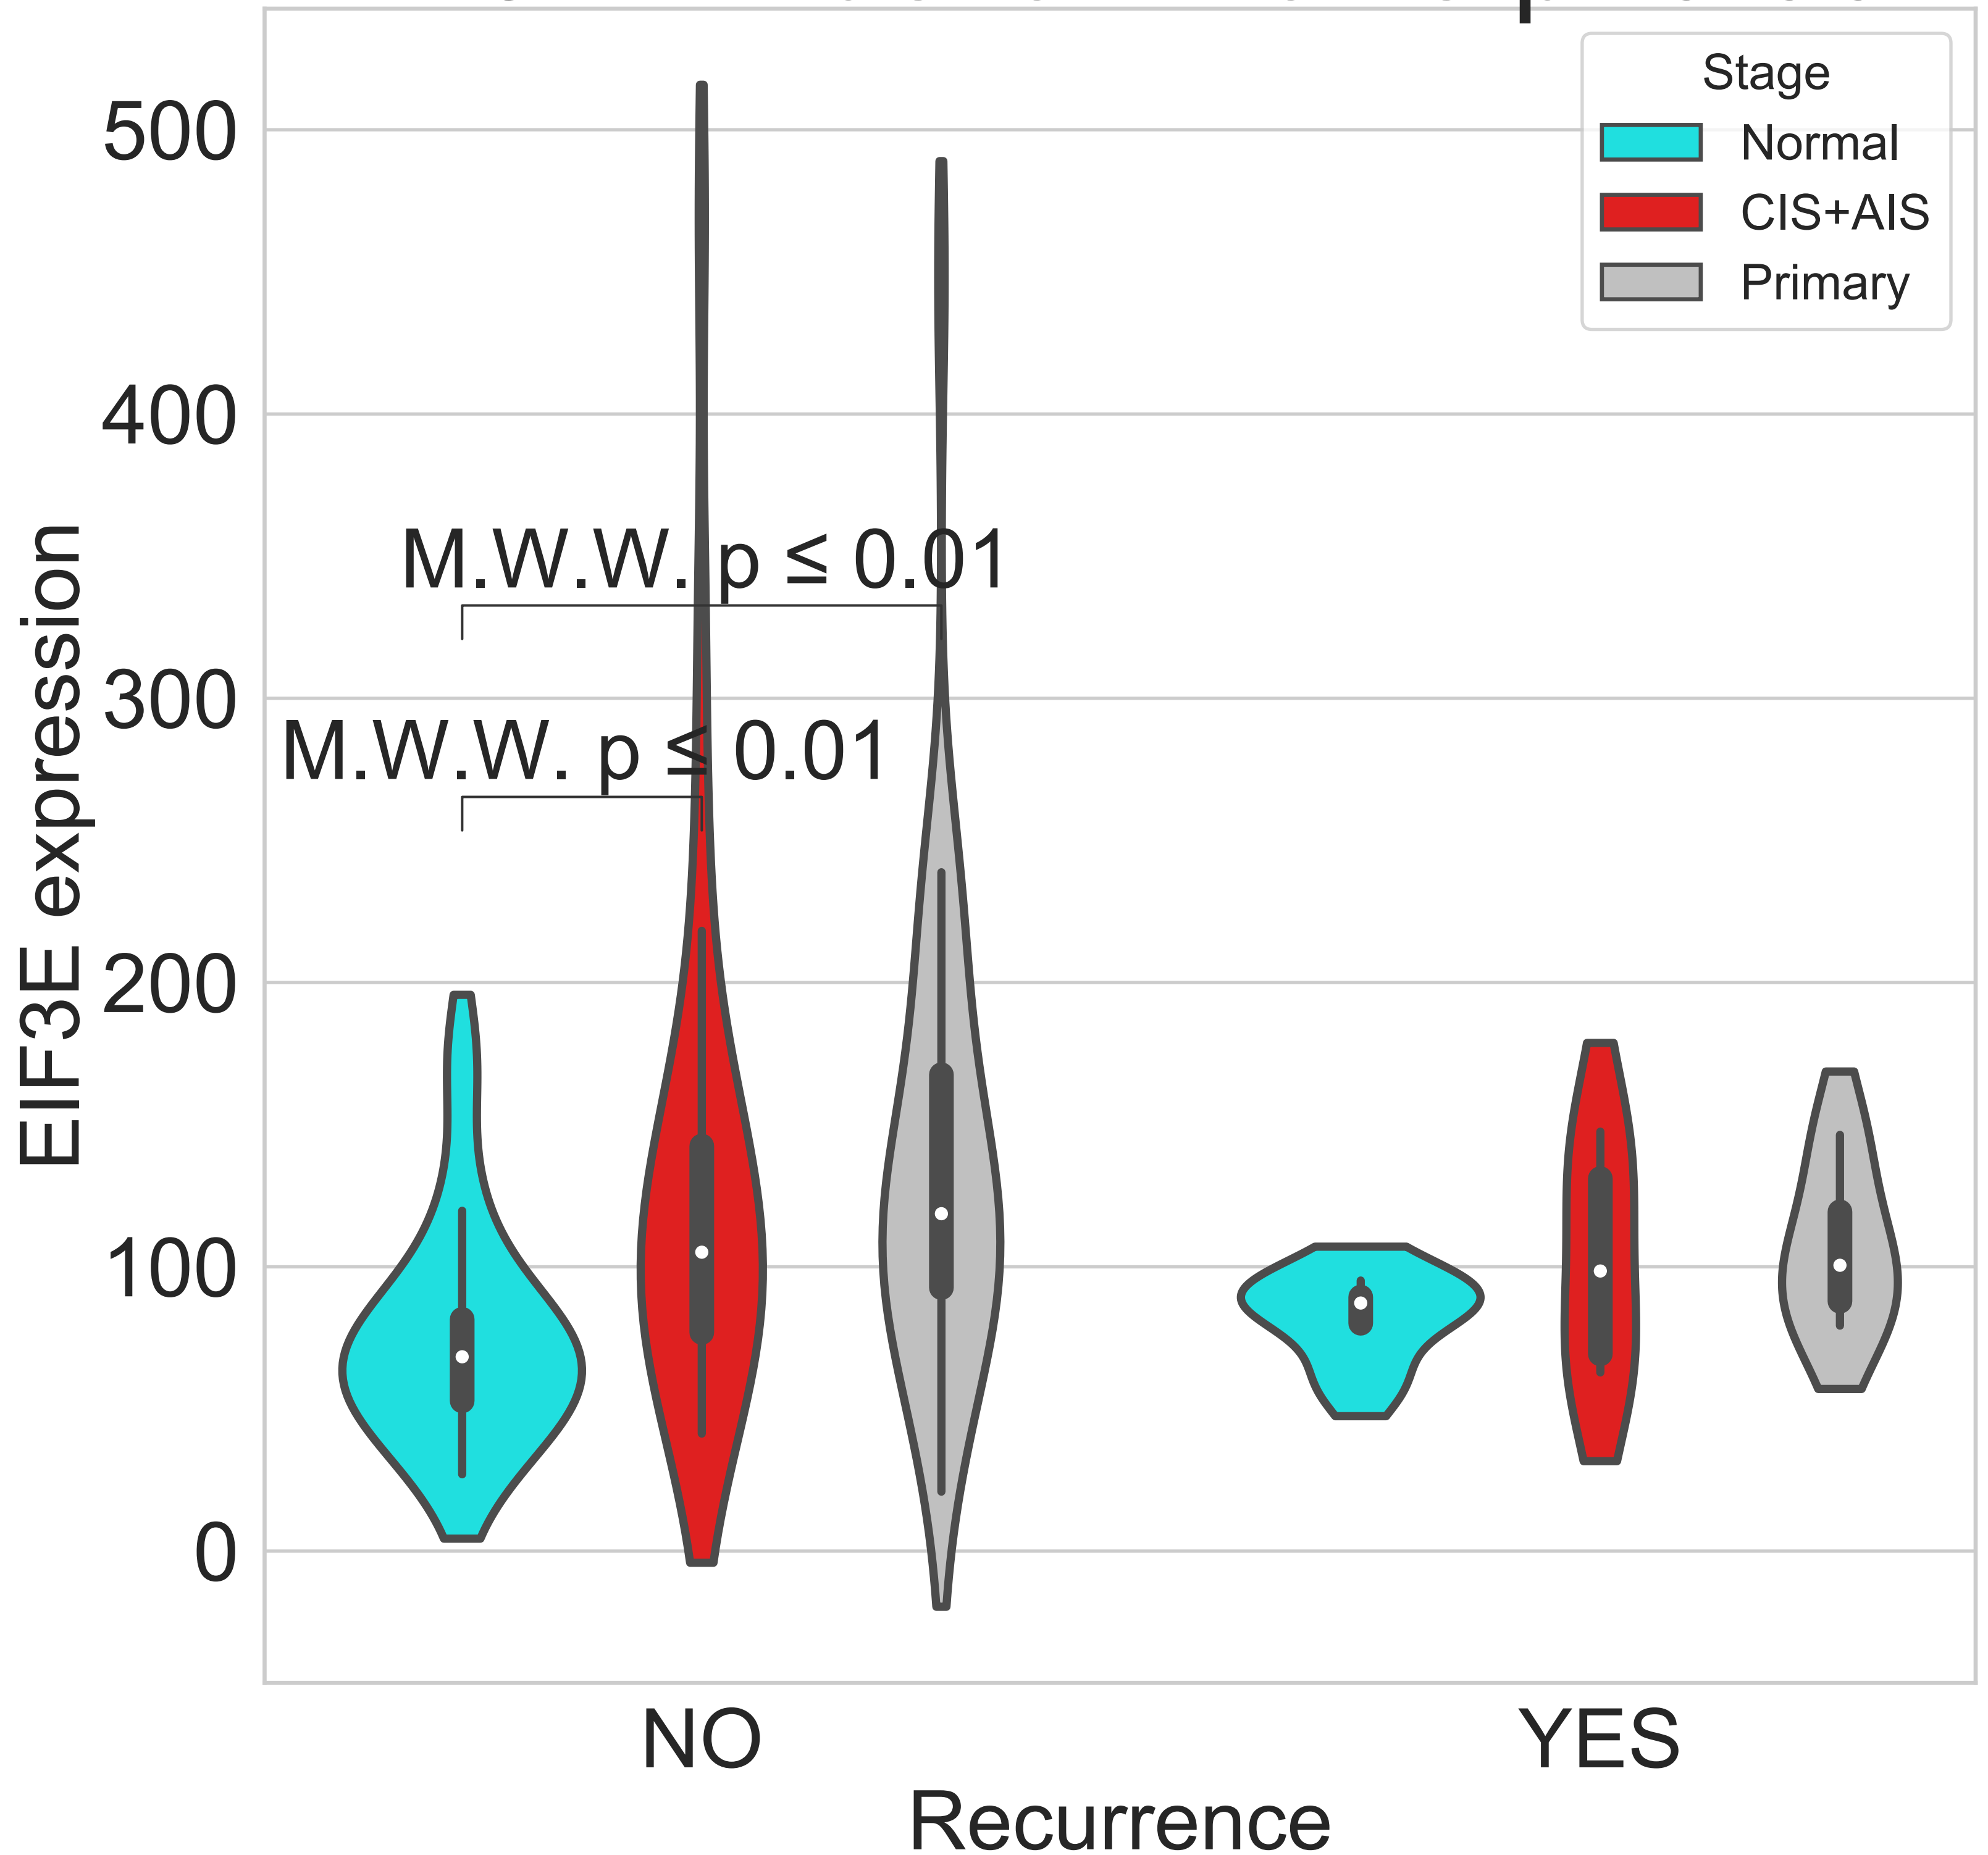 Stage
Normal
CIS+AIS
Primary
500
400
300
200
100
0
EIF3E expression
M.W.W. p ≤ 0.01
M.W.W. p ≤ 0.01
NO
YES
Recurrence